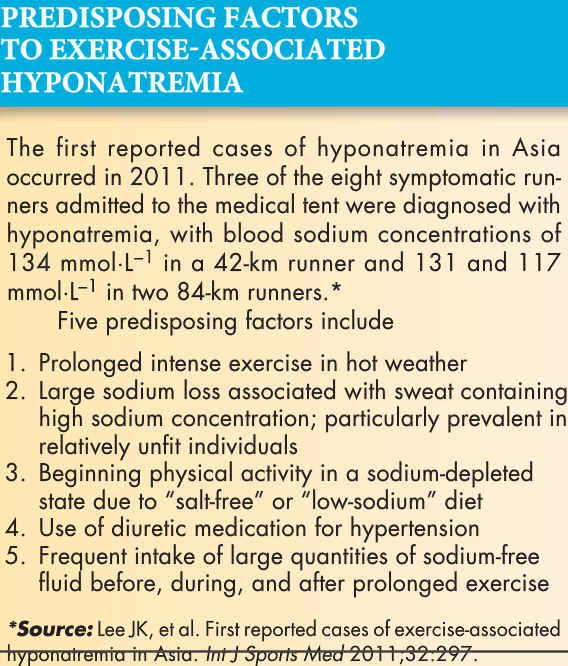 PREDISPOSING FACTORS
TO EXERCISE-ASSOCIATED
HYPONATREMIA
The first reported cases of hyponatremia in Asia
occurred in 2011. Three of the eight symptomatic run-
ners admitted to the medical tent were diagnosed with
hyponatremia, with blood sodium concentrations of
134 mmol·L⁻¹ in a 42-km runner and 131 and 117
mmol·L⁻¹ in two 84-km runners.*
Five predisposing factors include
1. Prolonged intense exercise in hot weather
2. Large sodium loss associated with sweat containing
high sodium concentration; particularly prevalent in
relatively unfit individuals
3. Beginning physical activity in a sodium-depleted
state due to “salt-free” or “low-sodium” diet
4. Use of diuretic medication for hypertension
5. Frequent intake of large quantities of sodium-free
fluid before, during, and after prolonged exercise
*Source: Lee JK, et al. First reported cases of exercise-associated
hyponatremia in Asia. Int J Sports Med 2011;32:297.